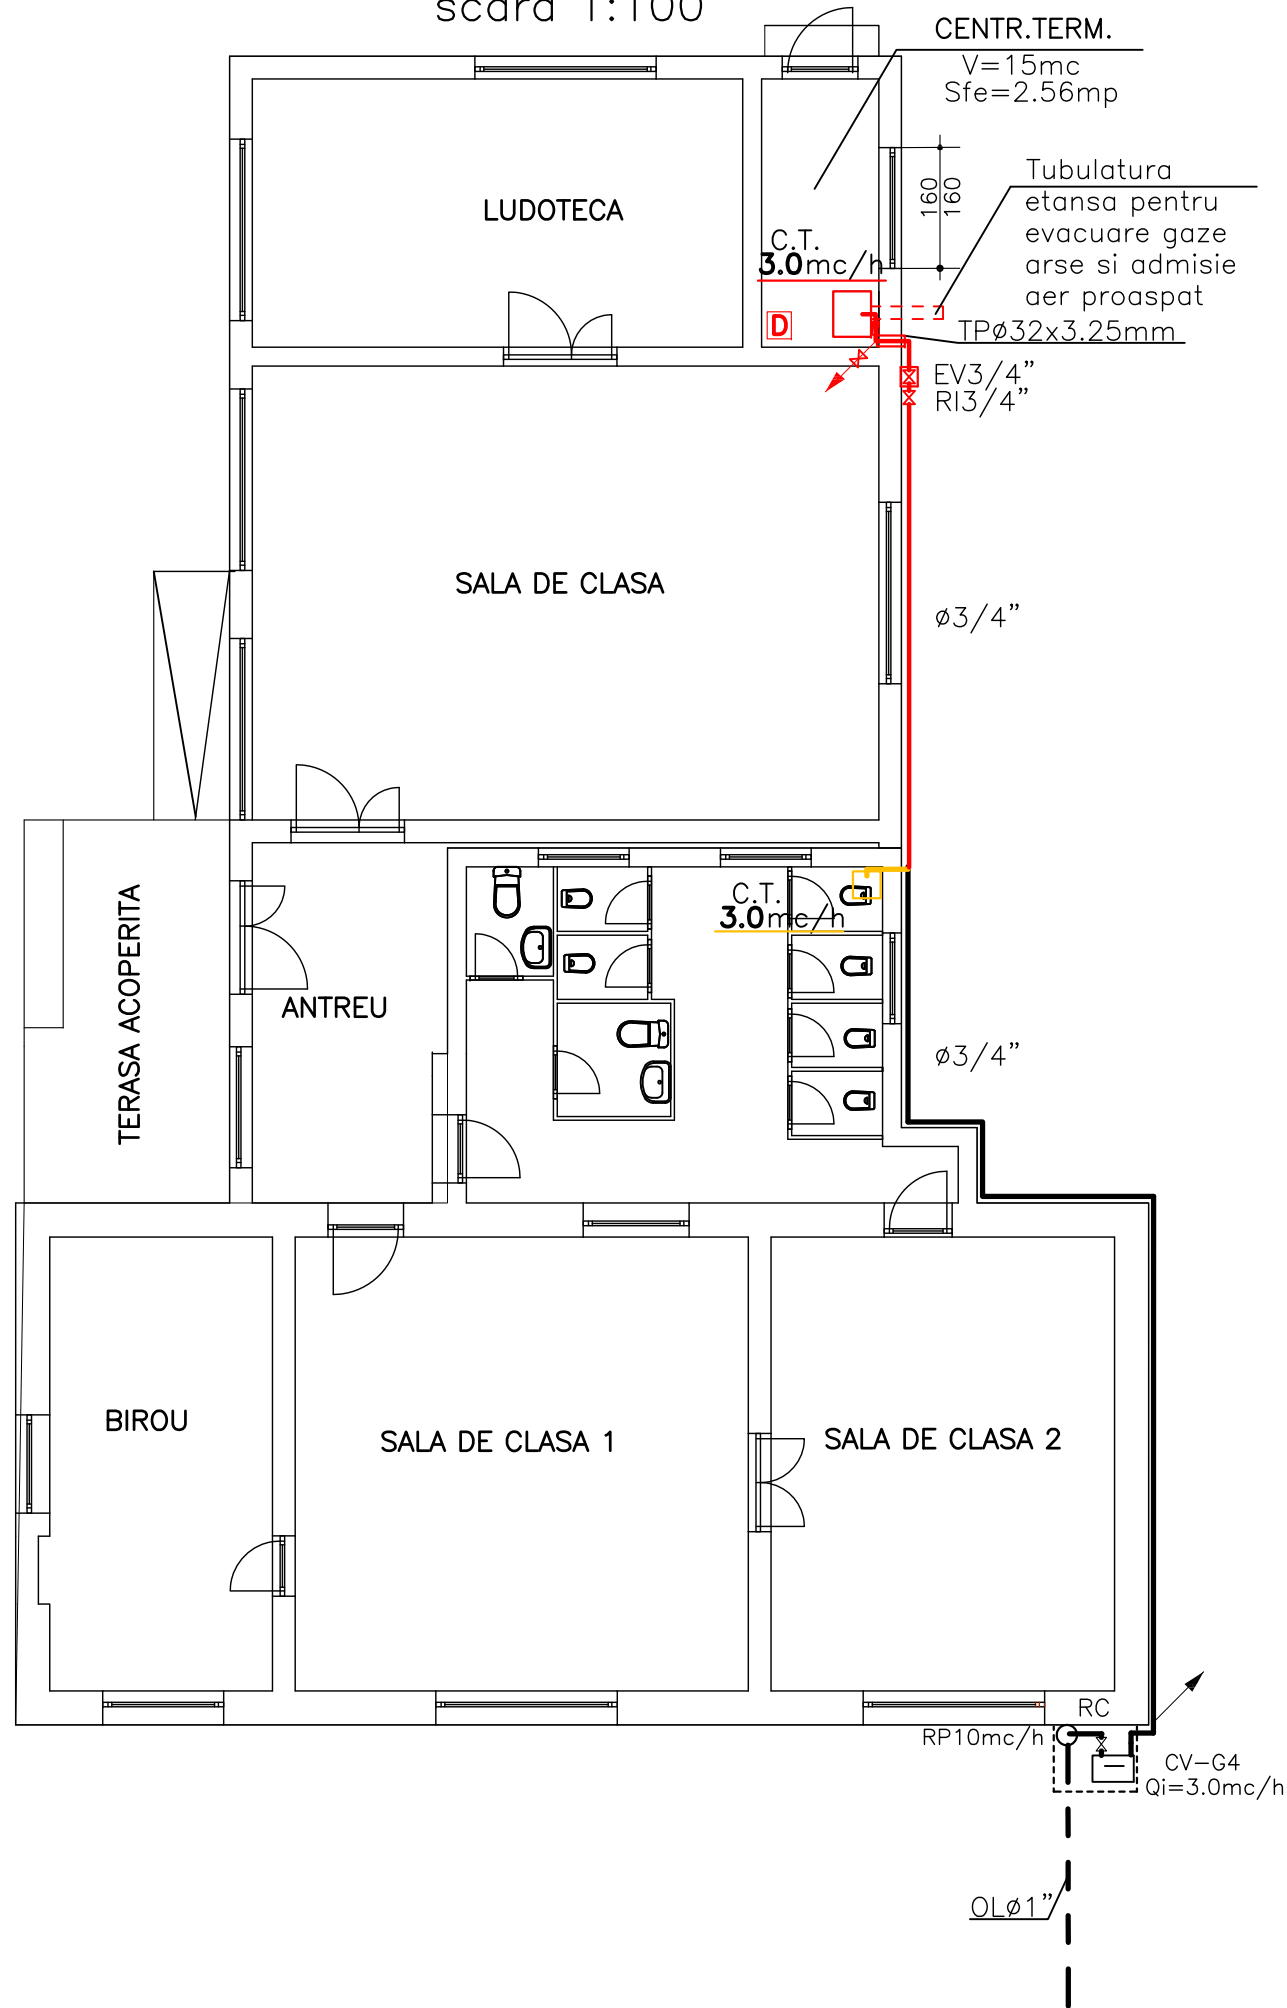 scara 1:100
CENTR.TERM.
V=15mc
Sfe=2.56mp
Tubulatura
etansa pentru
evacuare gaze
arse si admisie
aer proaspat
160
160
LUDOTECA
C.T.
3.0mc/h
D
TPø32x3.25mm
EV3/4”
RI3/4”
SALA DE CLASA
ø3/4”
C.T.
3.0mc/h
TERASA ACOPERITA
ANTREU
ø3/4”
BIROU
SALA DE CLASA 1
SALA DE CLASA 2
RC
RP10mc/h
CV-G4
Qi=3.0mc/h
OLø1”